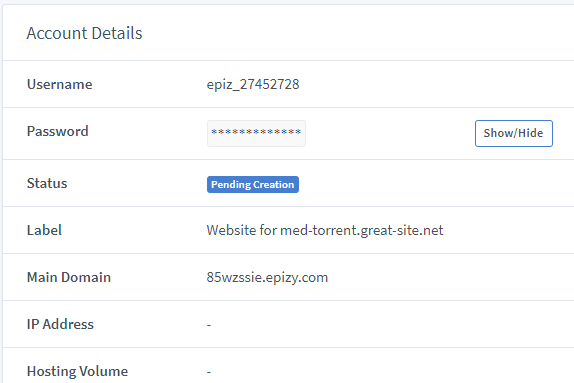 Account Details
Username epiz_27452728
Password ************* Show/Hide
Status Pending Creation
Label Website for med-torrent.great-site.net
Main Domain 85wzssie.epizy.com
IP Address -
Hosting Volume -